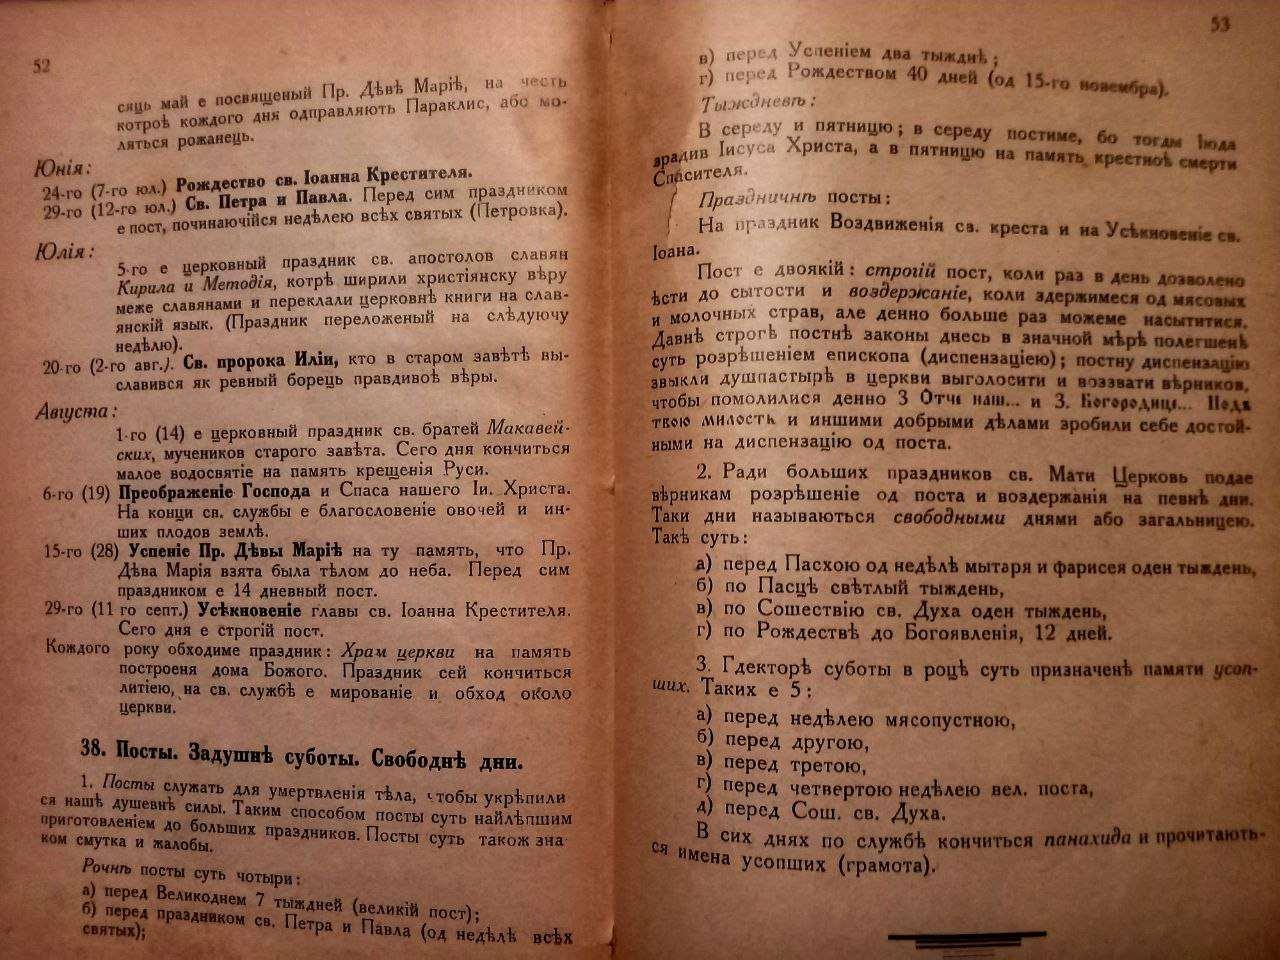 52
сяць май е посвященый Пр. Дѣвѣ Маріѣ, на честь
котроѣ кождого дня одправляють Параклис, або мо-
ляться рожанець.
Юнія:
24-го (7-го юл.) Рождество св. Іоанна Крестителя.
29-го (12-го юл.) Св. Петра и Павла. Перед сим праздником
е пост, починаючійся недѣлею всѣх святых (Петровка).
Юлія:
5-го е церковный праздник св. апостолов славян
Кирила и Методія, котрѣ ширили христіянску вѣру
меже славянами и переклали церковнѣ книги на слав-
янскій язык. (Праздник переложеный на слѣдуючу
недѣлю).
20-го (2-го авг.). Св. пророка Иліи, кто в старом завѣтѣ вы-
славився як ревный борець правдивоѣ вѣры.
Августа:
1-го (14) е церковный праздник св. братей Макавей-
ских, мучеников старого завѣта. Сего дня кончиться
малое водосвятіе на память крещенія Руси.
6-го (19) Преображеніе Господа и Спаса нашего Іи. Христа.
На конци св. службы е благословеніе овочей и ин-
ших плодов землѣ.
15-го (28) Успеніе Пр. Дѣвы Маріѣ на ту память, что Пр.
Дѣва Марія взята была тѣлом до неба. Перед сим
праздником е 14 дневный пост.
29-го (11 го септ.) Усѣкновеніе главы св. Іоанна Крестителя.
Сего дня е строгій пост.
Кождого року обходиме праздник: Храм церкви на память
построеня дома Божого. Праздник сей кончиться
литіею, на св. службѣ е мированіе и обход около
церкви.
38. Посты. Задушнѣ суботы. Свободнѣ дни.
1. Посты служать для умертвленія тѣла, чтобы укрѣпили
ся нашѣ душевнѣ силы. Таким способом посты суть найлѣпшим
приготовленіем до больших праздников. Посты суть також зна
ком смутка и жалобы.
Рочнѣ посты суть чотыри:
а) перед Великоднем 7 тыждней (великій пост);
б) перед праздником св. Петра и Павла (од недѣлѣ всѣх
святых);
53
в) перед Успеніем два тыждне;
г) перед Рождеством 40 дней (од 15-го новембра).
Тыждневѣ:
В середу и пятницю; в середу постиме, бо тогды Іюда
зрадив Іисуса Христа, а в пятницю на память крестноѣ смерти
Спасителя.
Праздничнѣ посты:
На праздник Воздвиженія св. креста и на Усѣкновеніе св.
Іоана.
Пост е двоякій: строгій пост, коли раз в день дозволено
ѣсти до сытости и воздержаніе, коли здержимеся од мясовых
и молочных страв, але денно больше раз можеме насытитися.
Давнѣ строгѣ постнѣ законы днесь в значной мѣрѣ полегшенѣ
суть розрѣшеніем епископа (диспензаціею); постну диспензацію
звыкли душпастырѣ в церкви выголосити и воззвати вѣрников,
чтобы помолилися денно 3 Отче наш... и 3. Богородице... Подѣ
твою милость и иншими добрыми дѣлами зробили себе достой-
ными на диспензацію од поста.
2. Ради больших праздников св. Мати Церковь подае
вѣрникам розрѣшеніе од поста и воздержанія на певнѣ дни.
Таки дни называються свободными днями або загальницею.
Такѣ суть:
а) перед Пасхою од недѣлѣ мытаря и фарисея оден тыждень,
б) по Пасцѣ свѣтлый тыждень,
в) по Сошествію св. Духа оден тыждень,
г) по Рождествѣ до Богоявленія, 12 дней.
3. Гдекторѣ суботы в роцѣ суть призначенѣ памяти усоп-
ших. Таких е 5:
а) перед недѣлею мясопустною,
б) перед другою,
в) перед третою,
г) перед четвертою недѣлею вел. поста,
д) перед Сош. св. Духа.
В сих днях по службѣ кончиться панахида и прочитають-
ся имена усопших (грамота).